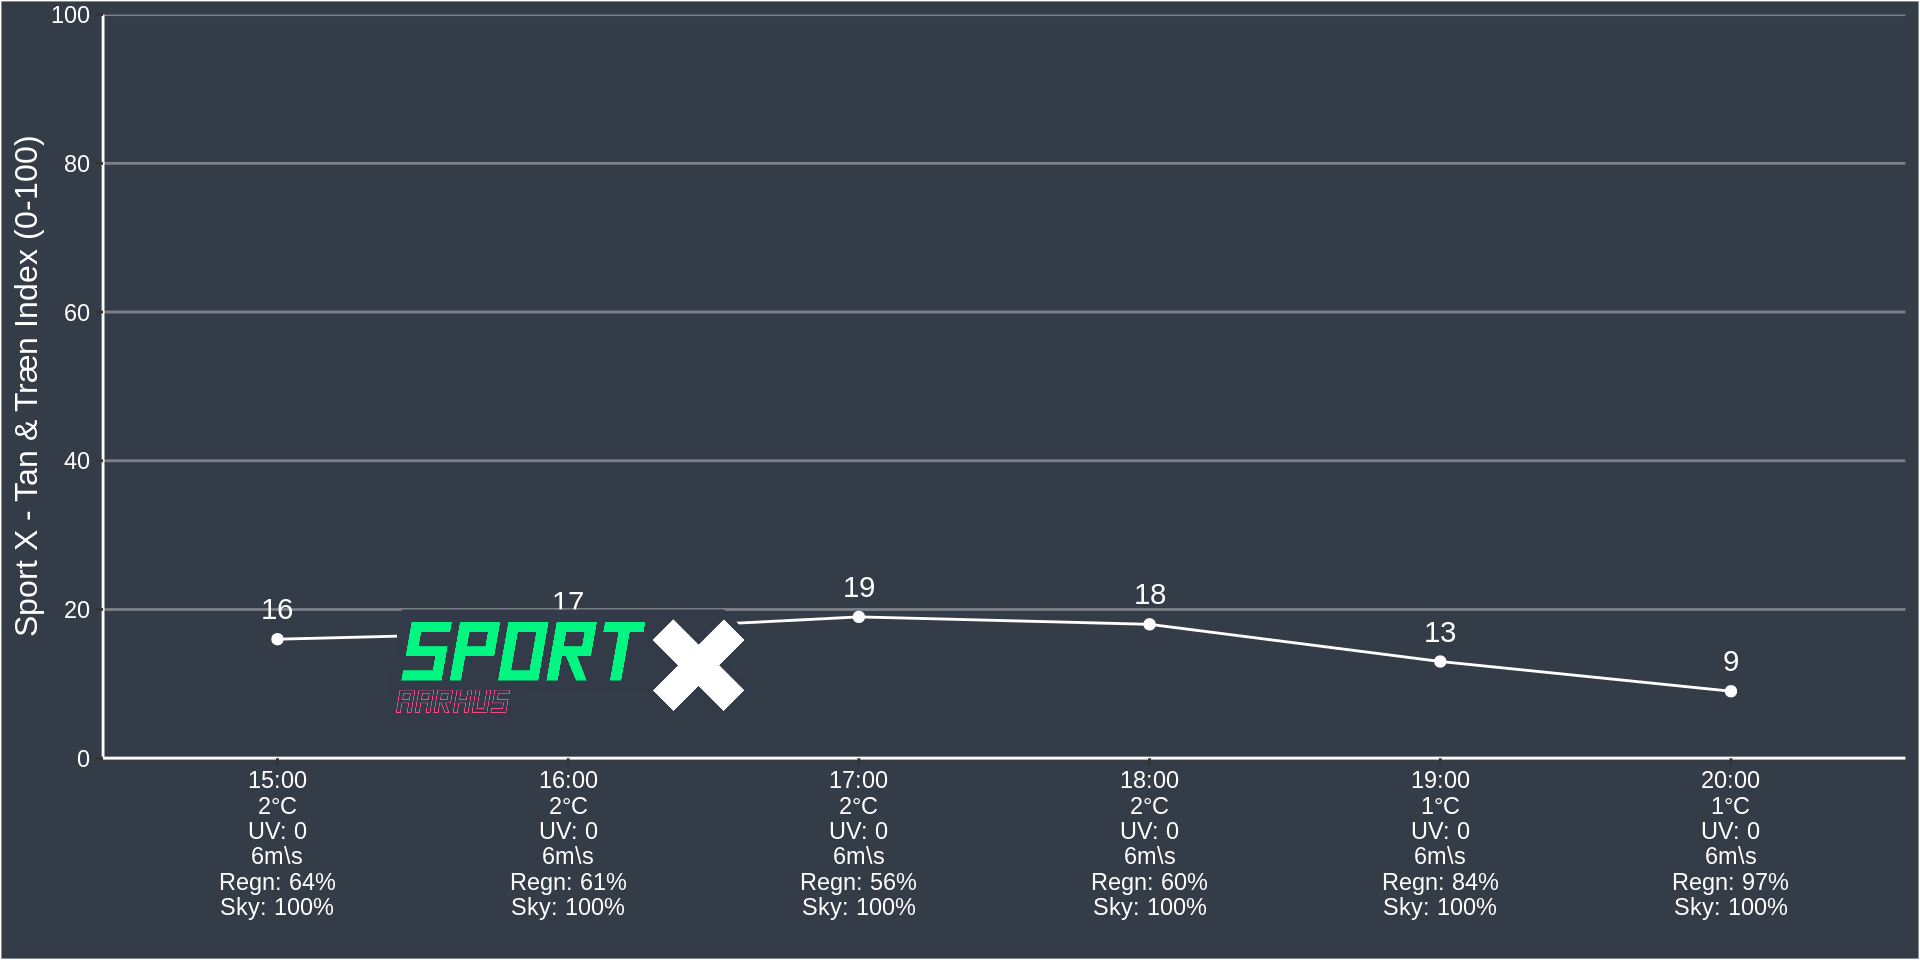 Sport X - Tan & Træn Index (0-100)
100
80
60
40
20
0
16
17
19
18
13
9
SPORT X
AARHUS
15:00
2°C
UV: 0
6m\s
Regn: 64%
Sky: 100%
16:00
2°C
UV: 0
6m\s
Regn: 61%
Sky: 100%
17:00
2°C
UV: 0
6m\s
Regn: 56%
Sky: 100%
18:00
2°C
UV: 0
6m\s
Regn: 60%
Sky: 100%
19:00
1°C
UV: 0
6m\s
Regn: 84%
Sky: 100%
20:00
1°C
UV: 0
6m\s
Regn: 97%
Sky: 100%